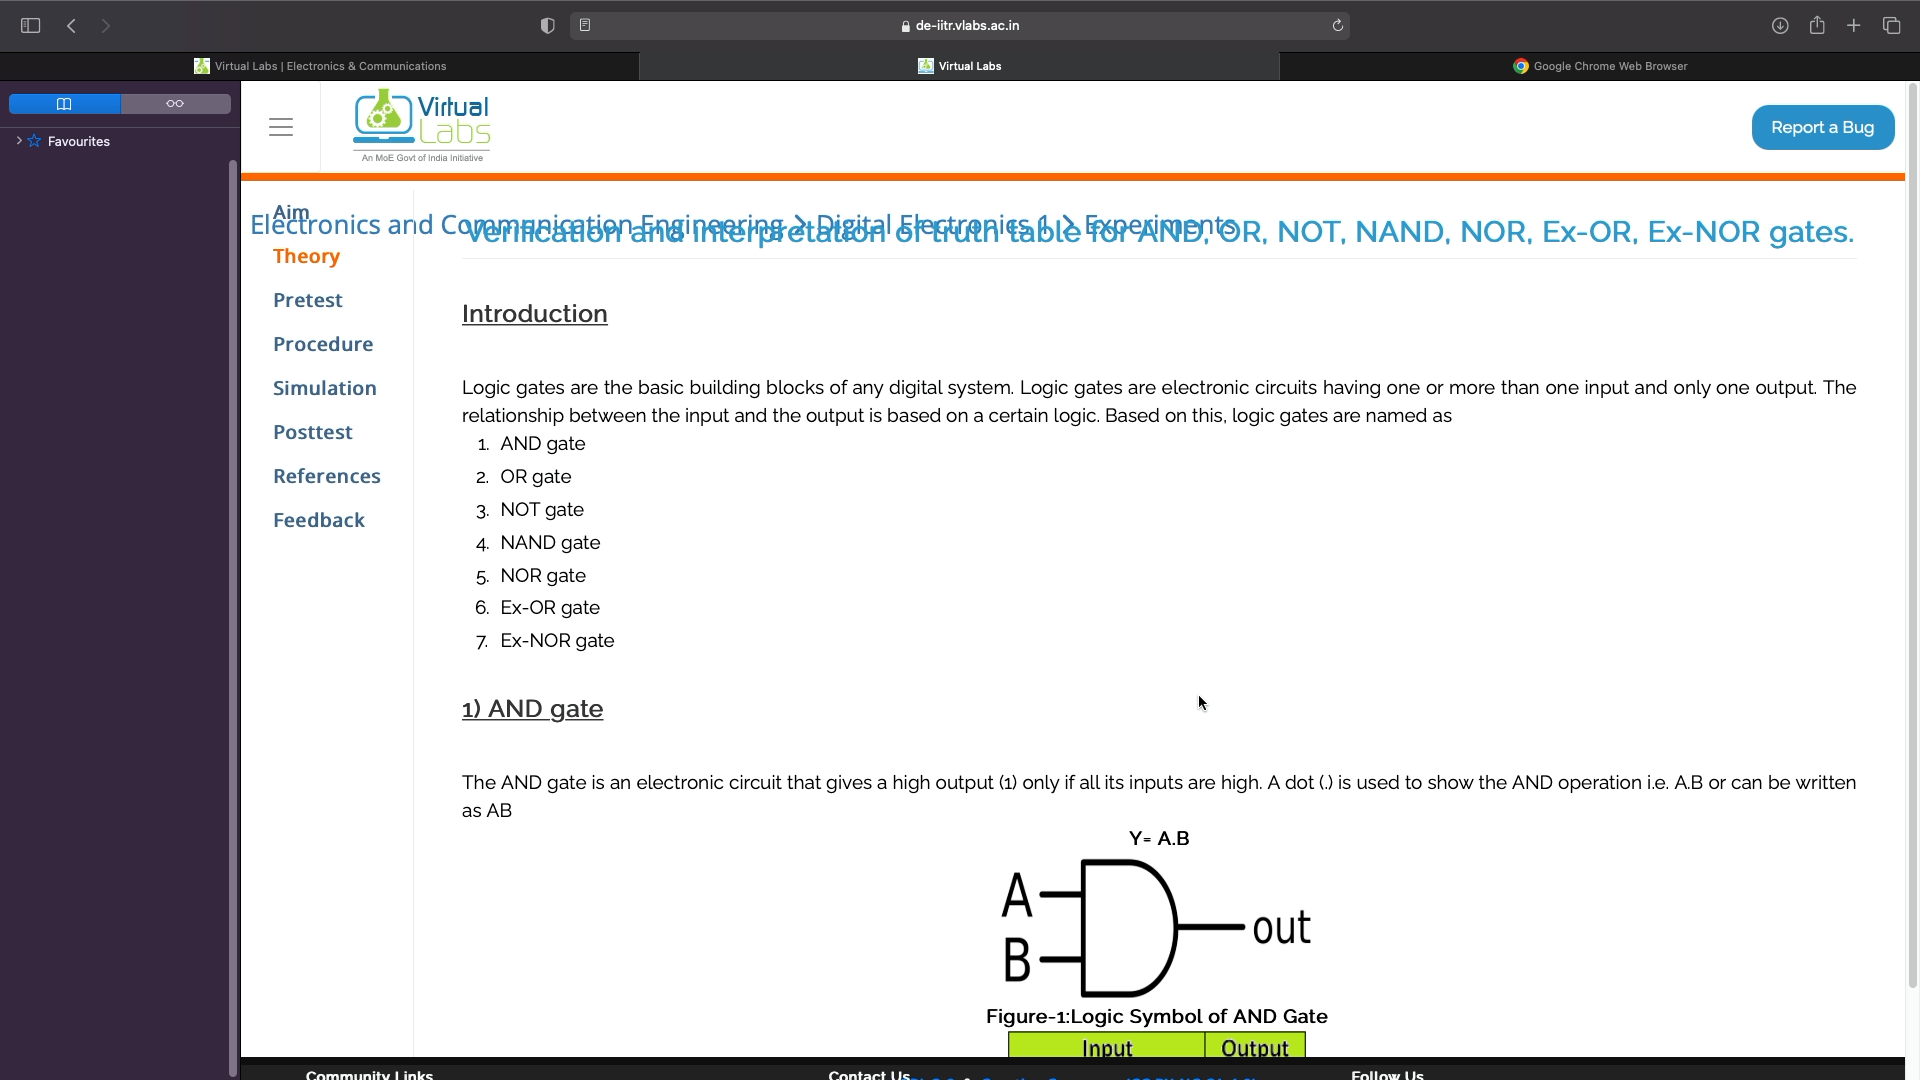 de-iitr.vlabs.ac.in
Virtual Labs | Electronics & Communications
Virtual Labs
Google Chrome Web Browser
Favourites
Virtual
Labs
An MoE Govt of India Initiative
Report a Bug
Electronics and Communication Engineering > Digital Electronics 1 > Experiments
Verification and interpretation of truth table for AND, OR, NOT, NAND, NOR, Ex-OR, Ex-NOR gates.
Aim
Theory
Pretest
Procedure
Simulation
Posttest
References
Feedback
Introduction
Logic gates are the basic building blocks of any digital system. Logic gates are electronic circuits having one or more than one input and only one output. The
relationship between the input and the output is based on a certain logic. Based on this, logic gates are named as
1. AND gate
2. OR gate
3. NOT gate
4. NAND gate
5. NOR gate
6. Ex-OR gate
7. Ex-NOR gate
1) AND gate
The AND gate is an electronic circuit that gives a high output (1) only if all its inputs are high. A dot (.) is used to show the AND operation i.e. A.B or can be written
as AB
Y= A.B
A
B
out
Figure-1:Logic Symbol of AND Gate
Input Output
Community Links
Contact Us
Follow Us